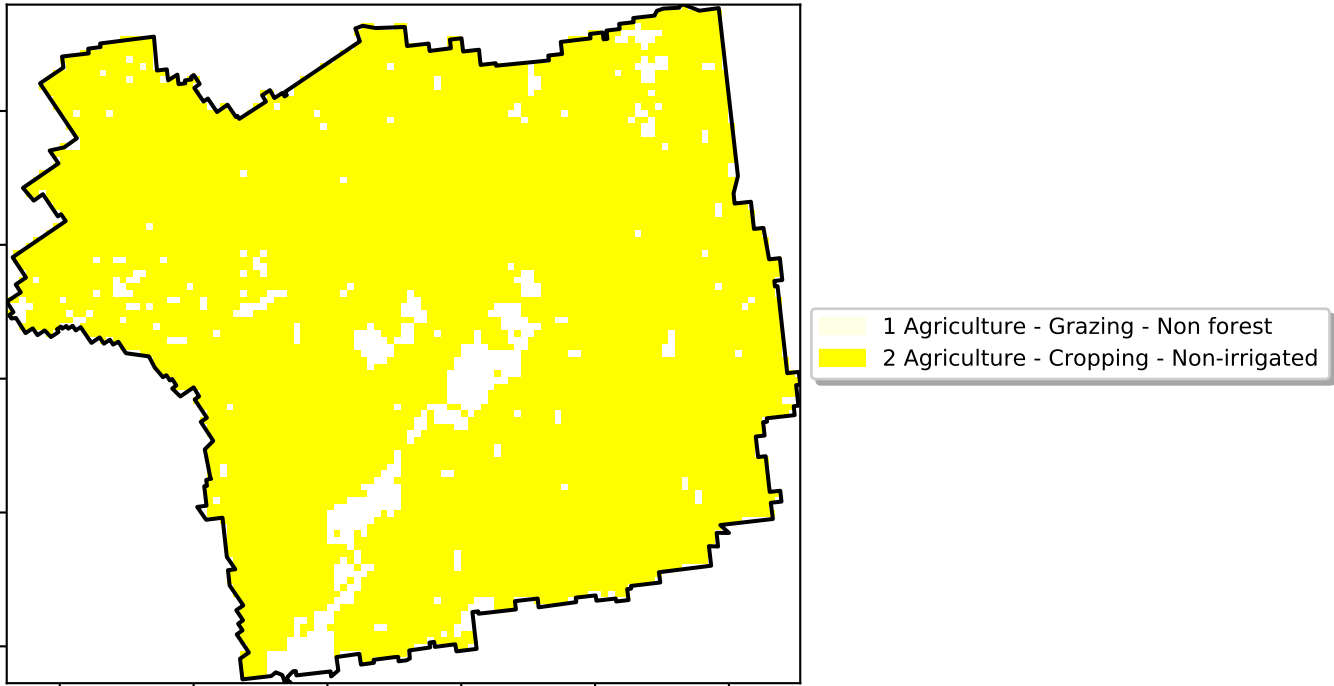 1 Agriculture - Grazing - Non forest
2 Agriculture - Cropping - Non-irrigated